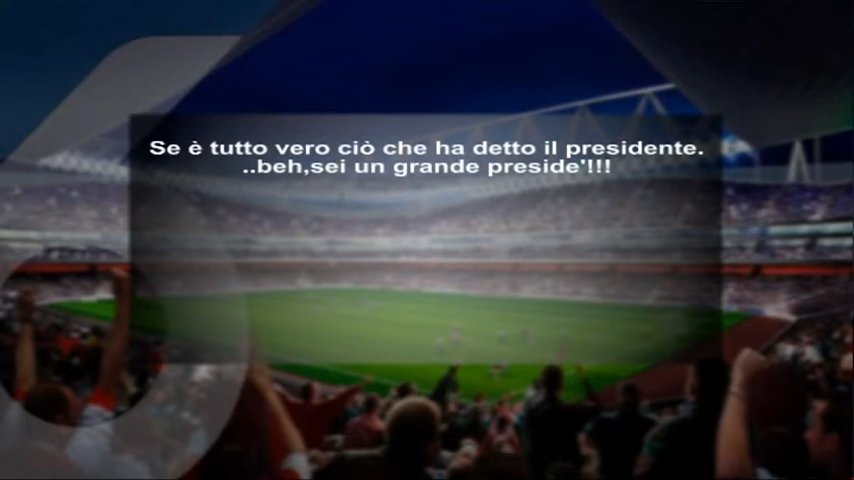 Se è tutto vero ciò che ha detto il presidente.
..beh,sei un grande preside'!!!